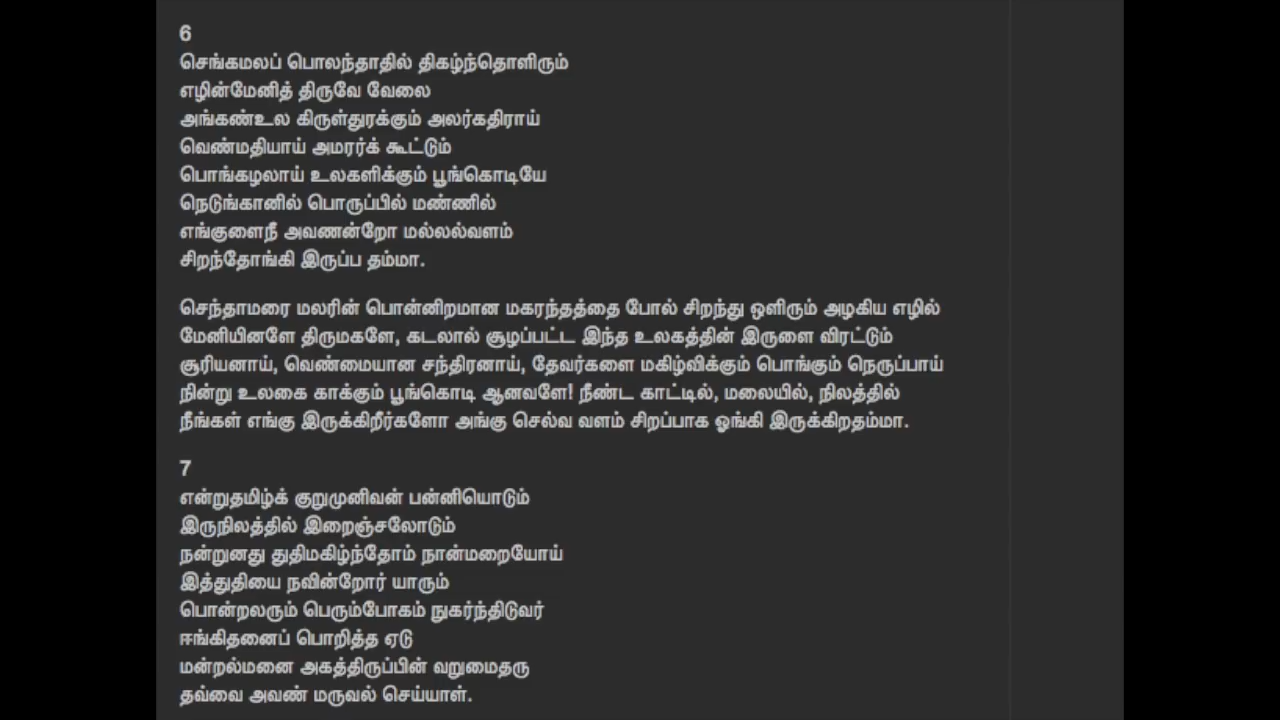 6
செங்கமலப் பொலந்தாதில் திகழ்ந்தொளிரும்
எழின்மேனித் திருவே வேலை
அங்கண்உல கிருள்துரக்கும் அலர்கதிராய்
வெண்மதியாய் அமரர்க் கூட்டும்
பொங்கழலாய் உலகளிக்கும் பூங்கொடியே
நெடுங்கானில் பொருப்பில் மண்ணில்
எங்குளைநீ அவணன்றோ மல்லல்வளம்
சிறந்தோங்கி இருப்ப தம்மா.
செந்தாமரை மலரின் பொன்னிறமான மகரந்தத்தை போல் சிறந்து ஒளிரும் அழகிய எழில்
மேனியினளே திருமகளே, கடலால் சூழப்பட்ட இந்த உலகத்தின் இருளை விரட்டும்
சூரியனாய், வெண்மையான சந்திரனாய், தேவர்களை மகிழ்விக்கும் பொங்கும் நெருப்பாய்
நின்று உலகை காக்கும் பூங்கொடி ஆனவளே! நீண்ட காட்டில், மலையில், நிலத்தில்
நீங்கள் எங்கு இருக்கிறீர்களோ அங்கு செல்வ வளம் சிறப்பாக ஓங்கி இருக்கிறதம்மா.
7
என்றுதமிழ்க் குறுமுனிவன் பன்னியொடும்
இருநிலத்தில் இறைஞ்சலோடும்
நன்றுனது துதிமகிழ்ந்தோம் நான்மறையோய்
இத்துதியை நவின்றோர் யாரும்
பொன்றலரும் பெரும்போகம் நுகர்ந்திடுவர்
ஈங்கிதனைப் பொறித்த ஏடு
மன்றல்மனை அகத்திருப்பின் வறுமைதரு
தவ்வை அவண் மருவல் செய்யாள்.